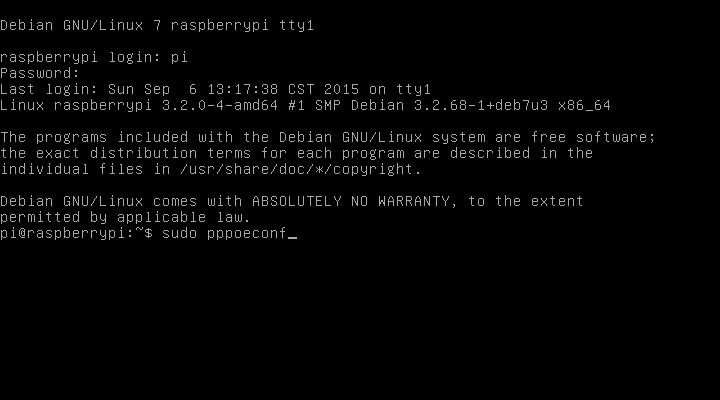 Debian GNU/Linux 7 raspberrypi tty1
raspberrypi login: pi
Password:
Last login: Sun Sep  6 13:17:38 CST 2015 on tty1
Linux raspberrypi 3.2.0-4-amd64 #1 SMP Debian 3.2.68-1+deb7u3 x86_64
The programs included with the Debian GNU/Linux system are free software;
the exact distribution terms for each program are described in the
individual files in /usr/share/doc/*/copyright.
Debian GNU/Linux comes with ABSOLUTELY NO WARRANTY, to the extent
permitted by applicable law.
pi@raspberrypi:~$ sudo pppoeconf_